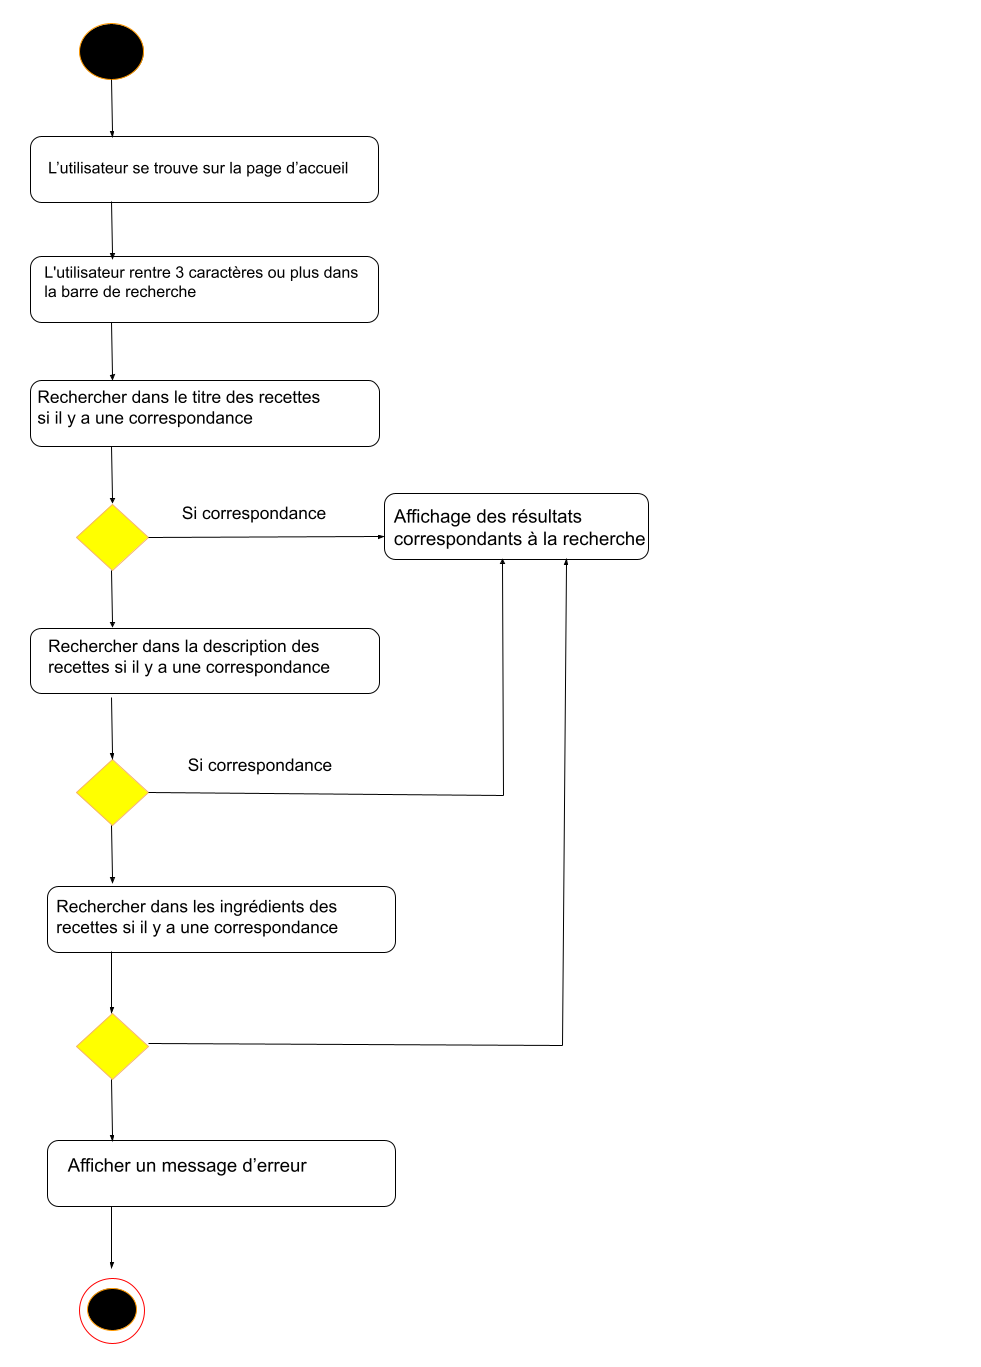 L’utilisateur se trouve sur la page d’accueil
L'utilisateur rentre 3 caractères ou plus dans
la barre de recherche
Rechercher dans le titre des recettes
si il y a une correspondance
Si correspondance
Affichage des résultats
correspondants à la recherche
Rechercher dans la description des
recettes si il y a une correspondance
Si correspondance
Rechercher dans les ingrédients des
recettes si il y a une correspondance
Afficher un message d’erreur